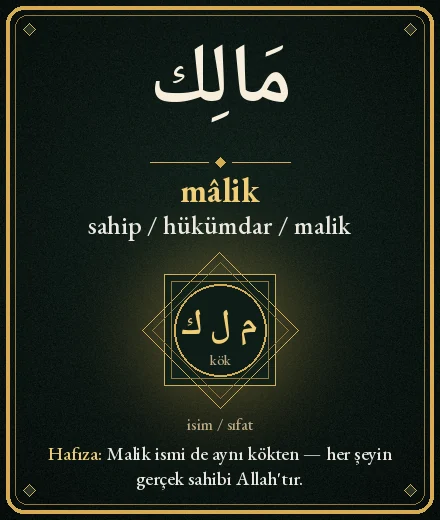 مَالِك
mâlik
sahip / hükümdar / malik
م ل ك
kök
isim / sıfat
Hafıza: Malik ismi de aynı kökten — her şeyin
gerçek sahibi Allah'tır.